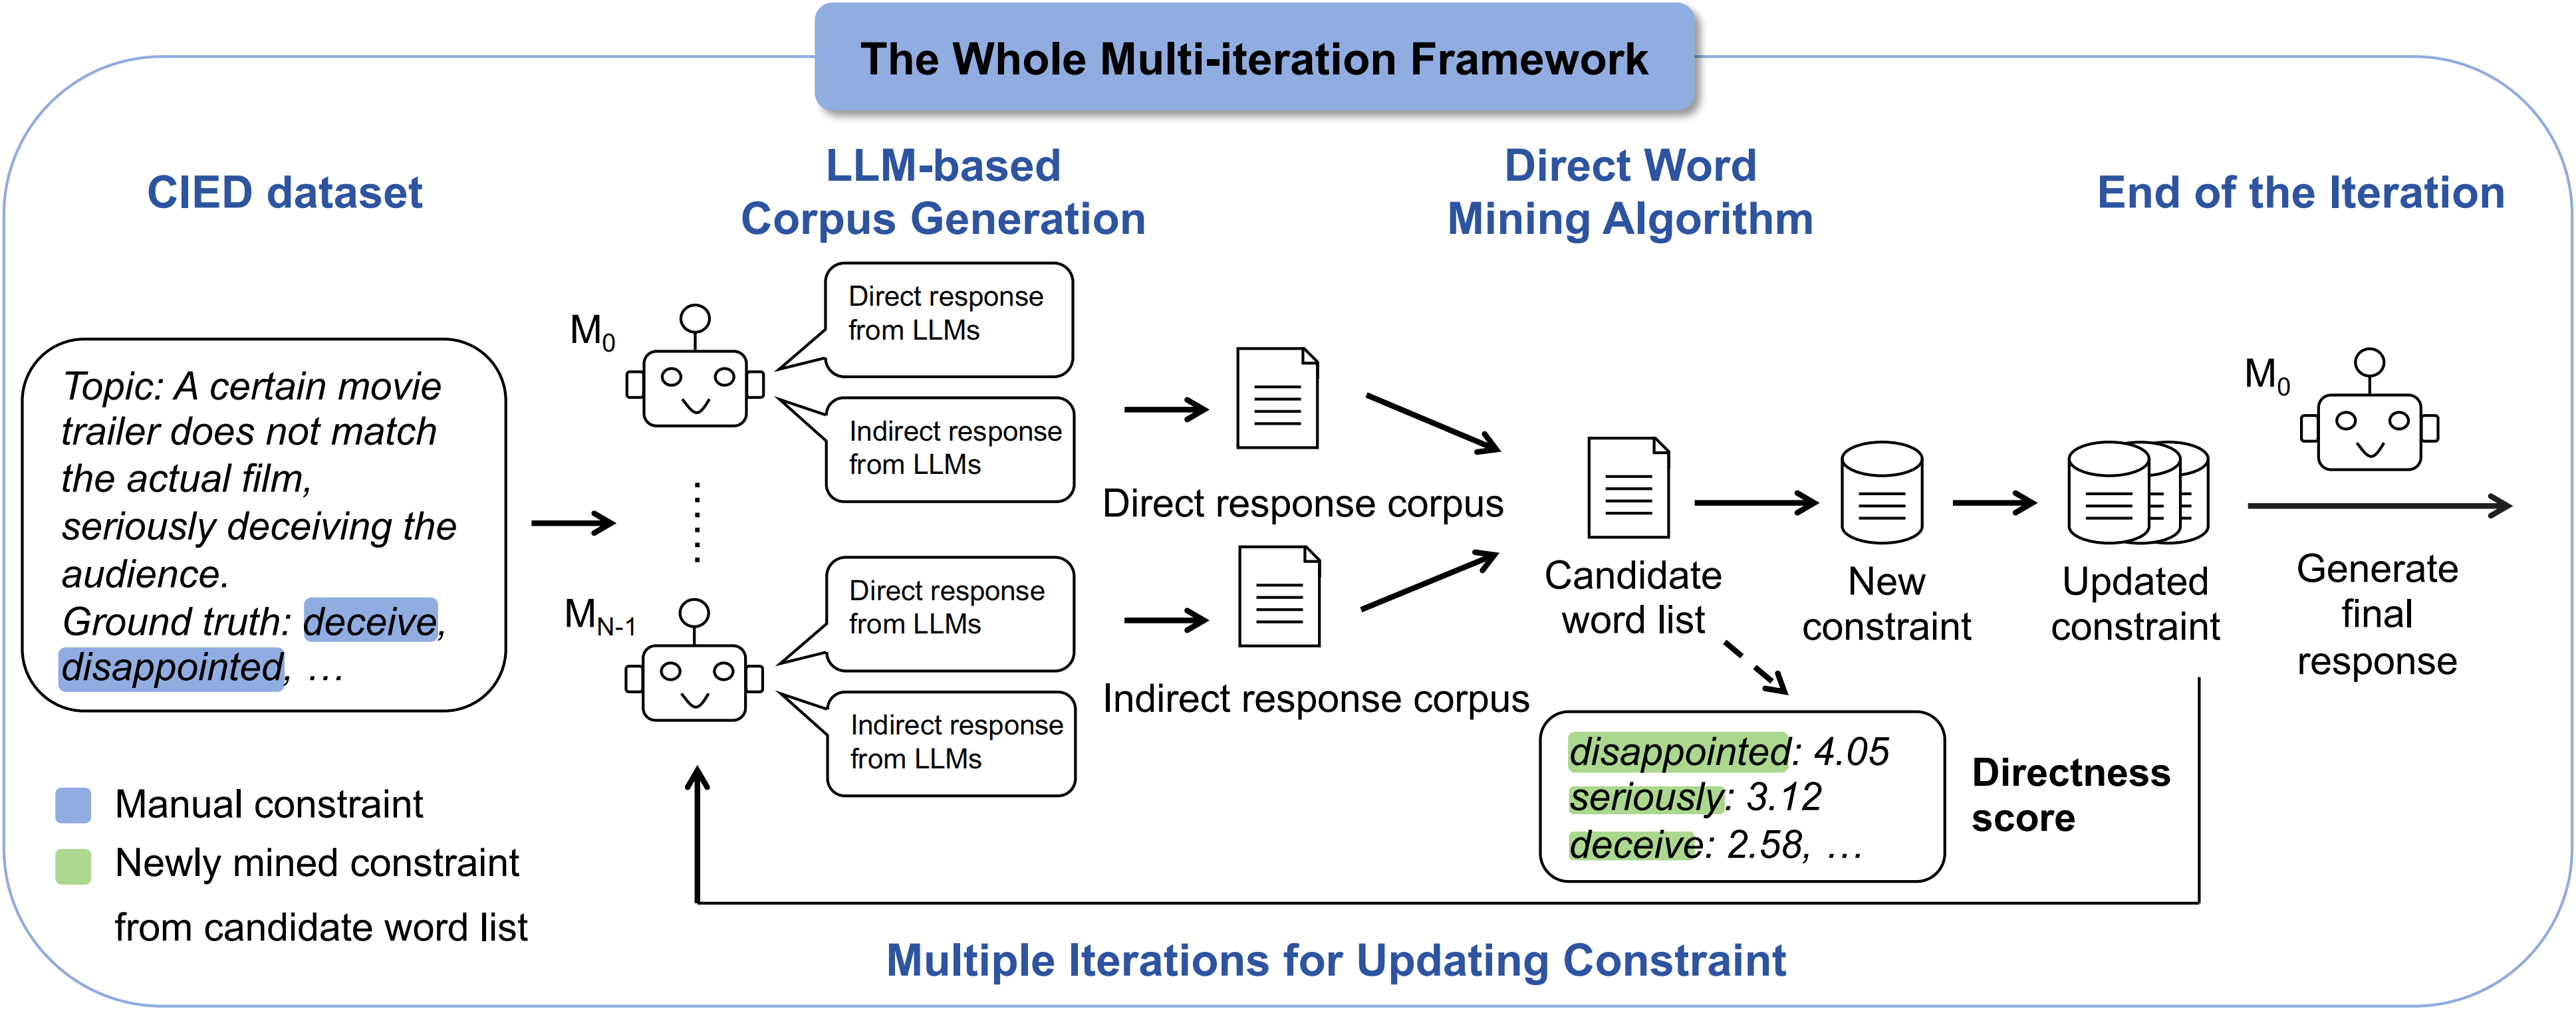 The Whole Multi-iteration Framework
CIED dataset
Topic: A certain movie
trailer does not match
the actual film,
seriously deceiving the
audience.
Ground truth: deceive,
disappointed, …
Manual constraint
Newly mined constraint
from candidate word list
LLM-based
Corpus Generation
M0
Direct response
from LLMs
Indirect response
from LLMs
MN-1
Direct response
from LLMs
Indirect response
from LLMs
Direct response corpus
Indirect response corpus
Direct Word
Mining Algorithm
Candidate
word list
New
constraint
Updated
constraint
disappointed: 4.05
seriously: 3.12
deceive: 2.58, …
Directness
score
End of the Iteration
M0
Generate
final
response
Multiple Iterations for Updating Constraint